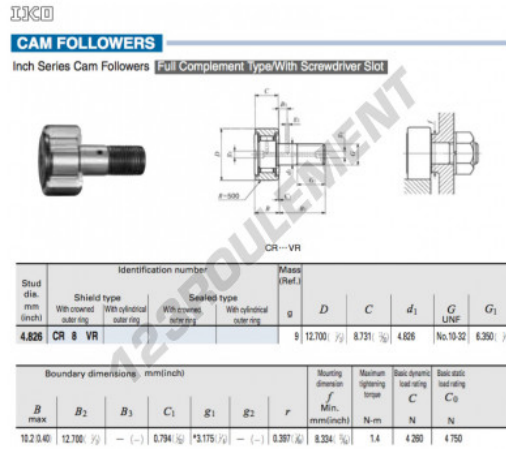 IKO
CAM FOLLOWERS
Inch Series Cam Followers Full Complement Type/With Screwdriver Slot
123ROULEMENT
C
D
R=500
B
CR…VR
Stud dia. mm (inch)
Identification number
Mass (Ref.) g
Shield type
Sealed type
With crowned outer ring
With cylindrical outer ring
With crowned outer ring
With cylindrical outer ring
D C d1 G UNF G1
4.826 CR 8 VR 9 12.700 8.731 4.826 No.10-32 6.350
Boundary dimensions mm(inch)
Mounting dimension f Min. mm(inch)
Maximum tightening torque N-m
Basic dynamic load rating C N
Basic static load rating C0 N
B max B2 B3 C1 g1 g2 r
10.2(0.40) 12.700 – (–) 0.794 *3.175 – (–) 0.397 8.334 1.4 4 260 4 750